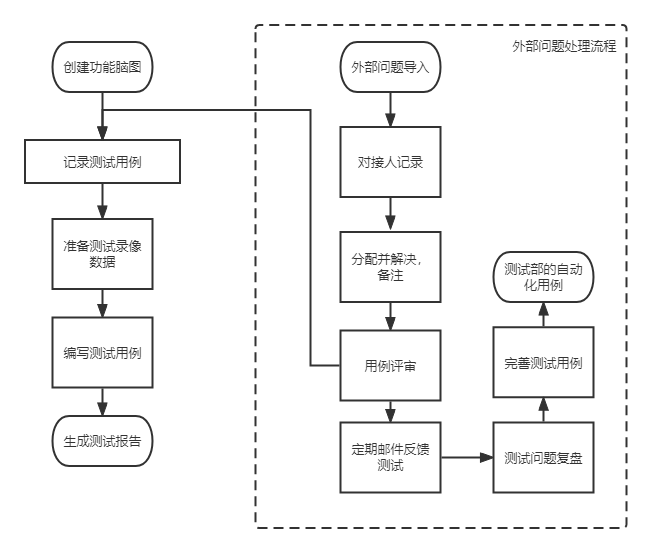 创建功能脑图
记录测试用例
准备测试录像
数据
编写测试用例
生成测试报告
外部问题处理流程
外部问题导入
对接人记录
分配并解决，
备注
用例评审
定期邮件反馈
测试
测试部的自动
化用例
完善测试用例
测试问题复盘